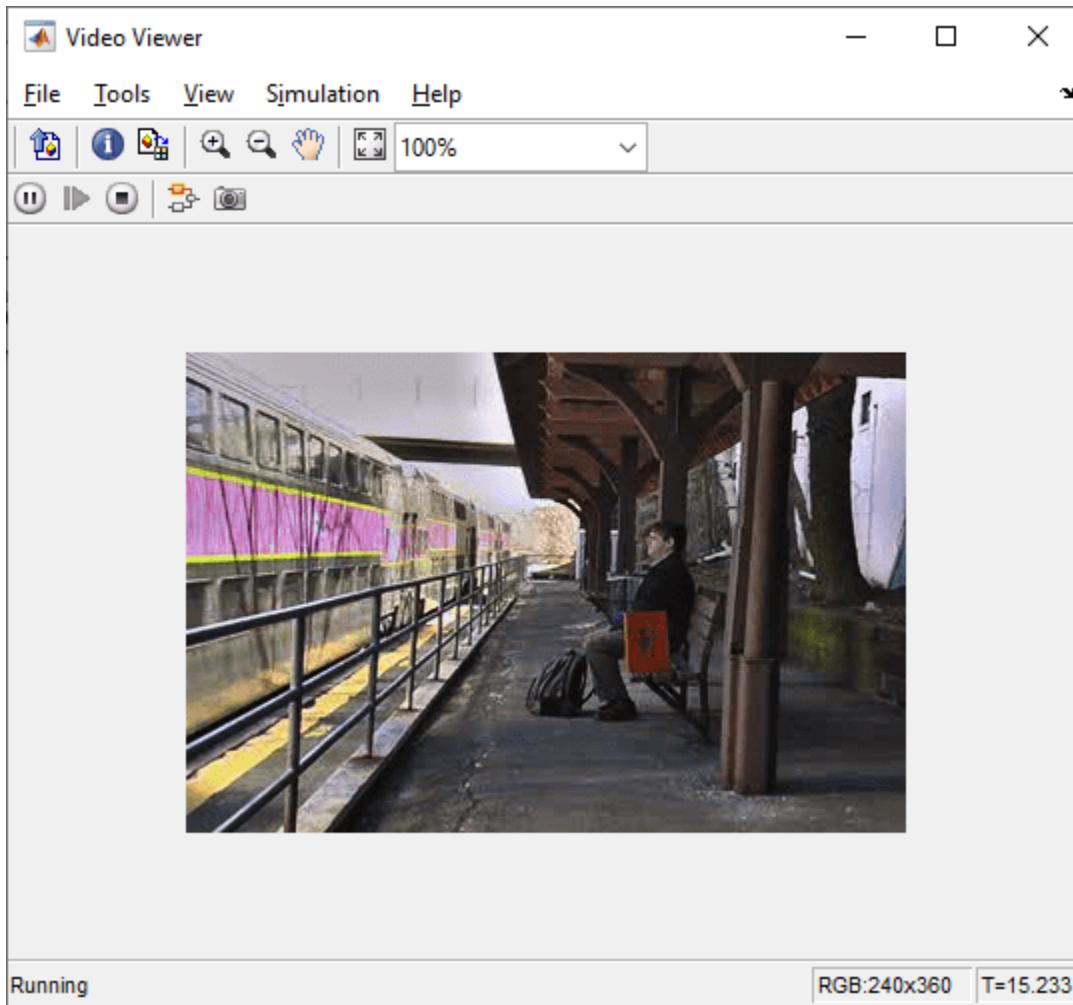 Video Viewer
File Tools View Simulation Help
100%
Running RGB:240x360 T=15.233